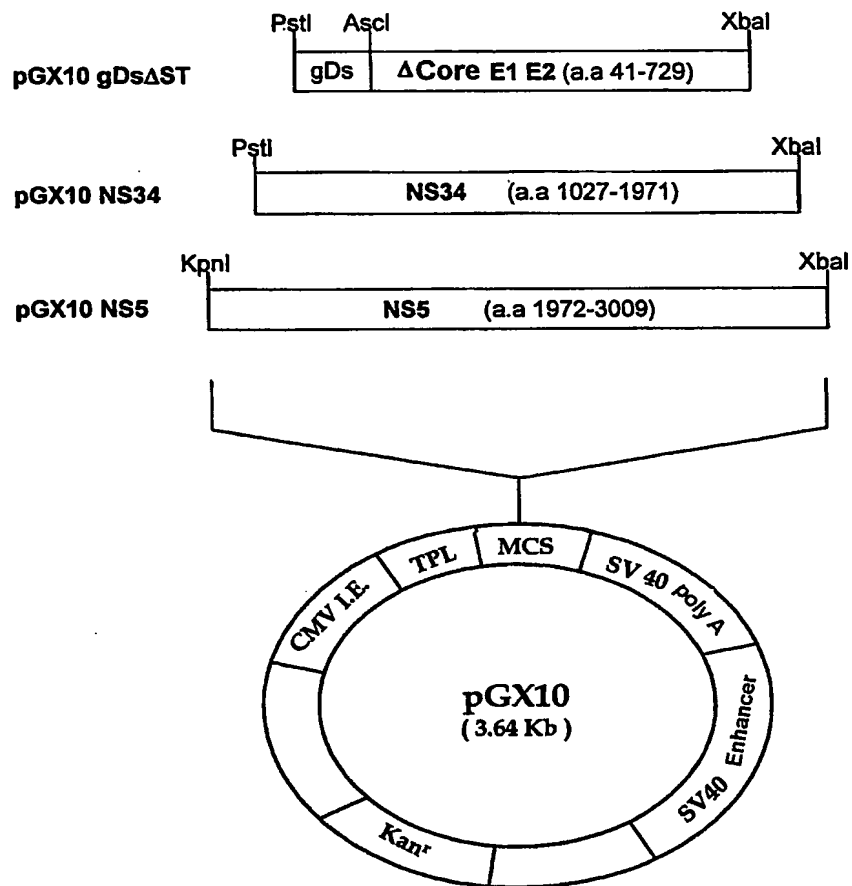 PstI AscI XbaI
pGX10 gDsΔST gDs ΔCore E1 E2 (a.a 41-729)
PstI XbaI
pGX10 NS34 NS34 (a.a 1027-1971)
KpnI XbaI
pGX10 NS5 NS5 (a.a 1972-3009)
CMV I.E. TPL MCS SV 40 poly A
pGX10
( 3.64 Kb )
SV40 Enhancer
Kanʳ